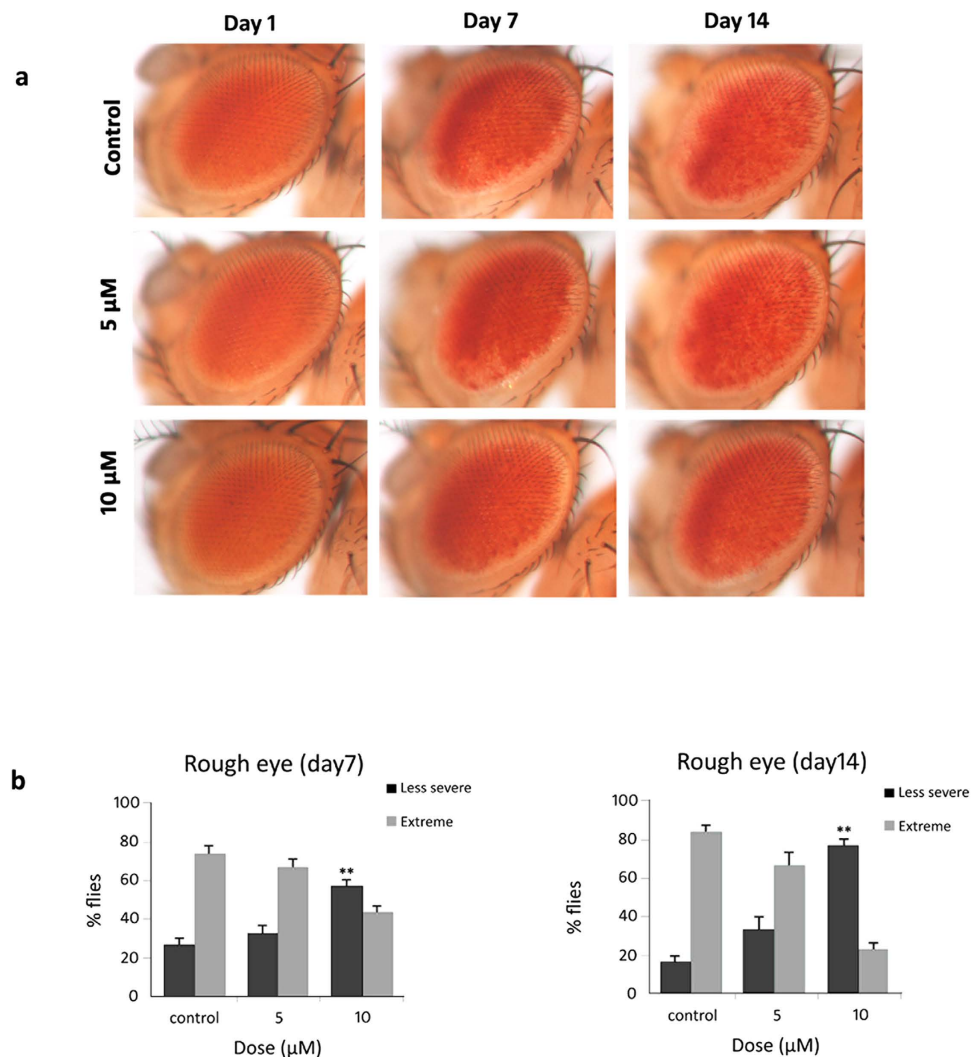 Day 1
Day 7
Day 14
a
Control
5 µM
10 µM
b
Rough eye (day7)
Less severe
Extreme
100
80
60
40
20
0
% flies
**
control
5
10
Dose (µM)
Rough eye (day14)
Less severe
Extreme
100
80
60
40
20
0
% flies
**
control
5
10
Dose (µM)